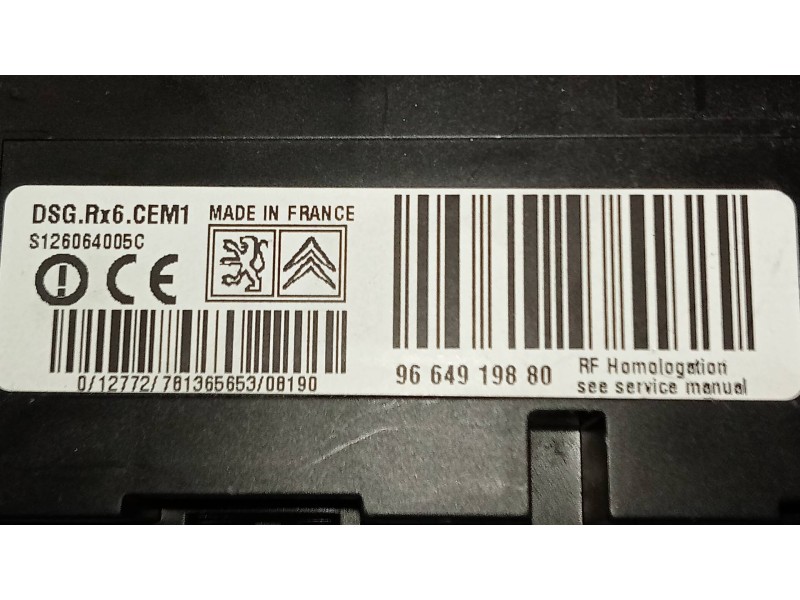 DSG.Rx6.CEM1 MADE IN FRANCE
S126064005C
CE
0/12772/781365653/08190
96 649 198 80
RF Homologation
see service manual